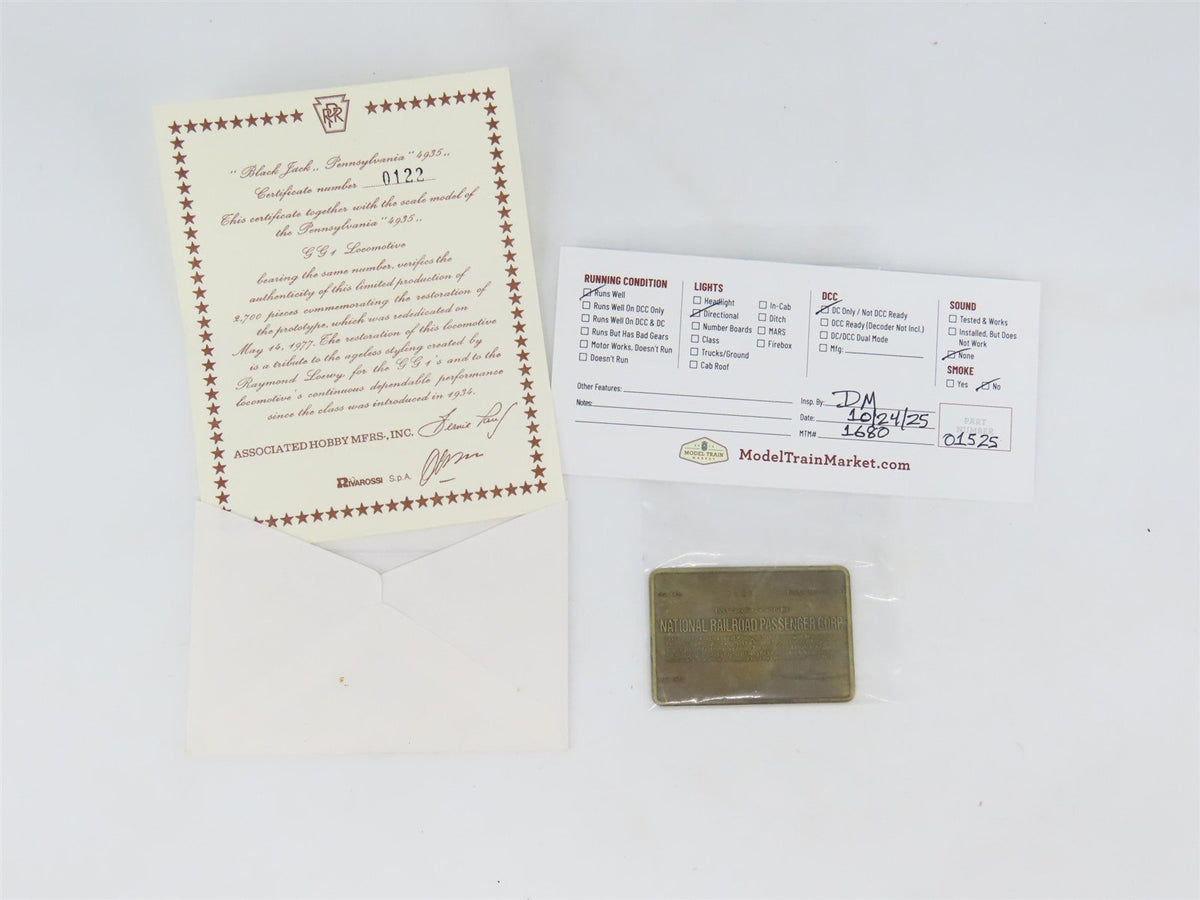 PRR
"Black Jack,, Pennsylvania" 4935,,
Certificate number 0122
This certificate together with the scale model of
the Pennsylvania" 4935,,
GG1 Locomotive
bearing the same number, verifies the
authenticity of this limited production of
2,700 pieces commemorating the restoration of
the prototype, which was rededicated on
May 14, 1977. The restoration of this locomotive
is a tribute to the ageless styling created by
Raymond Loewy, for the GG1's and to the
locomotive's continuous dependable performance
since the class was introduced in 1934.
ASSOCIATED HOBBY MFRS., INC.
RIVAROSSI S.p.A.
RUNNING CONDITION
Runs Well
Runs Well On DCC Only
Runs Well On DCC & DC
Runs But Has Bad Gears
Motor Works, Doesn't Run
Doesn't Run
LIGHTS
Headlight
Directional
Number Boards
Class
Trucks/Ground
Cab Roof
In-Cab
Ditch
MARS
Firebox
DCC
DC Only / Not DCC Ready
DCC Ready (Decoder Not Incl.)
DC/DCC Dual Mode
Mfg:
SOUND
Tested & Works
Installed, But Does
Not Work
None
SMOKE
Yes No
Other Features:
Notes:
Insp. By: DM
Date: 10/24/25
MTM# 1680
PART
NUMBER
01525
MODEL TRAIN
MARKET
ModelTrainMarket.com
NATIONAL RAILROAD PASSENGER CORP.